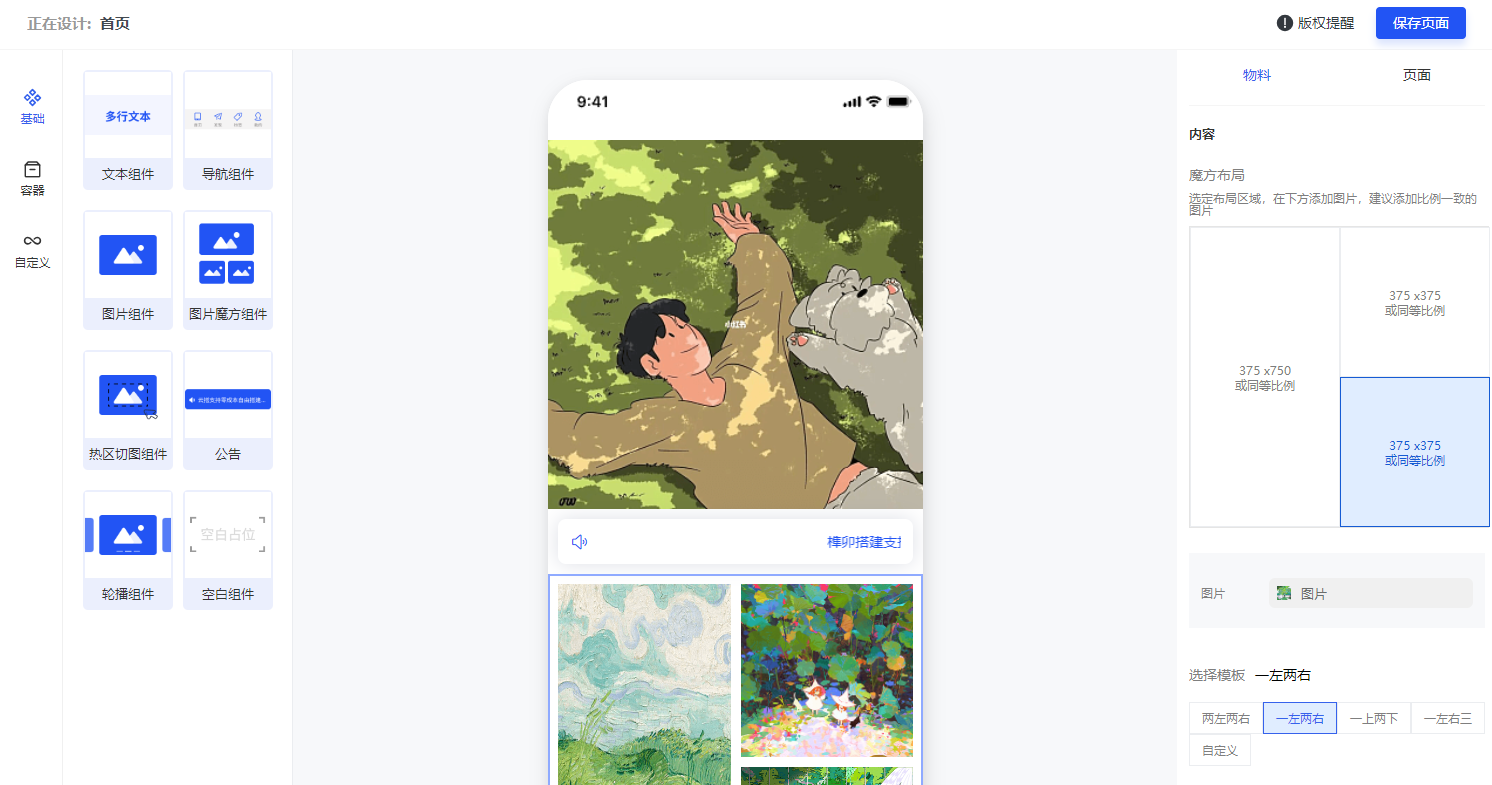 正在设计: 首页
版权提醒
保存页面
基础
容器
自定义
多行文本
文本组件
导航组件
图片组件
图片魔方组件
热区切图组件
公告
轮播组件
空白占位
空白组件
9:41
榫卯搭建支
物料
页面
内容
魔方布局
选定布局区域，在下方添加图片，建议添加比例一致的
图片
375 x750
或同等比例
375 x375
或同等比例
375 x375
或同等比例
图片
图片
选择模板 一左两右
两左两右
一左两右
一上两下
一左右三
自定义